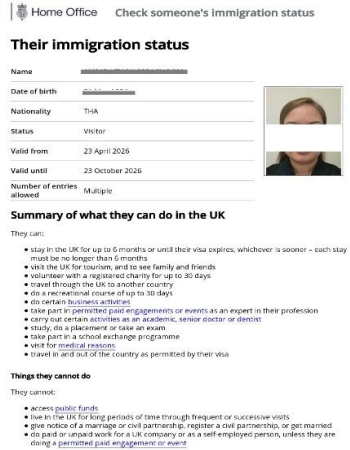 Home Office Check someone's immigration status
Their immigration status
Name
Date of birth
Nationality THA
Status Visitor
Valid from 23 April 2026
Valid until 23 October 2026
Number of entries allowed Multiple
Summary of what they can do in the UK
They can:
stay in the UK for up to 6 months or until their visa expires, whichever is sooner – each stay
must be no longer than 6 months
visit the UK for tourism, and to see family and friends
volunteer with a registered charity for up to 30 days
travel through the UK to another country
do a recreational course of up to 30 days
do certain business activities
take part in permitted paid engagements or events as an expert in their profession
carry out certain activities as an academic, senior doctor or dentist
study, do a placement or take an exam
take part in a school exchange programme
visit for medical reasons
travel in and out of the country as permitted by their visa
Things they cannot do
They cannot:
access public funds
live in the UK for long periods of time through frequent or successive visits
give notice of a marriage or civil partnership, register a civil partnership, or get married
do paid or unpaid work for a UK company or as a self-employed person, unless they are
doing a permitted paid engagement or event